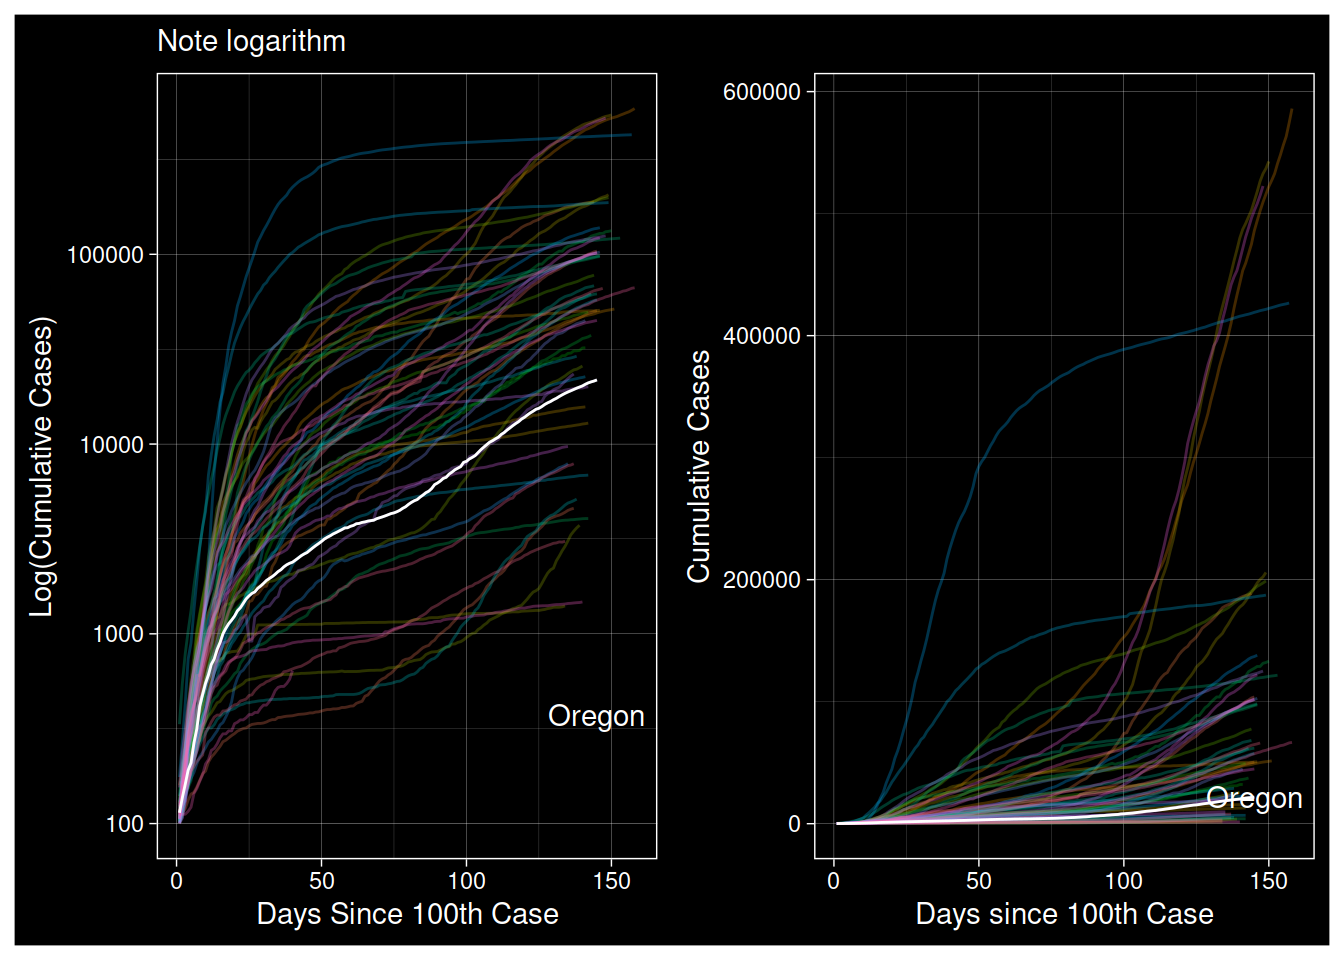 Note logarithm
Log(Cumulative Cases)
100000
10000
1000
100
Oregon
0
50
100
150
Days Since 100th Case
Cumulative Cases
600000
400000
200000
0
Oregon
0
50
100
150
Days since 100th Case